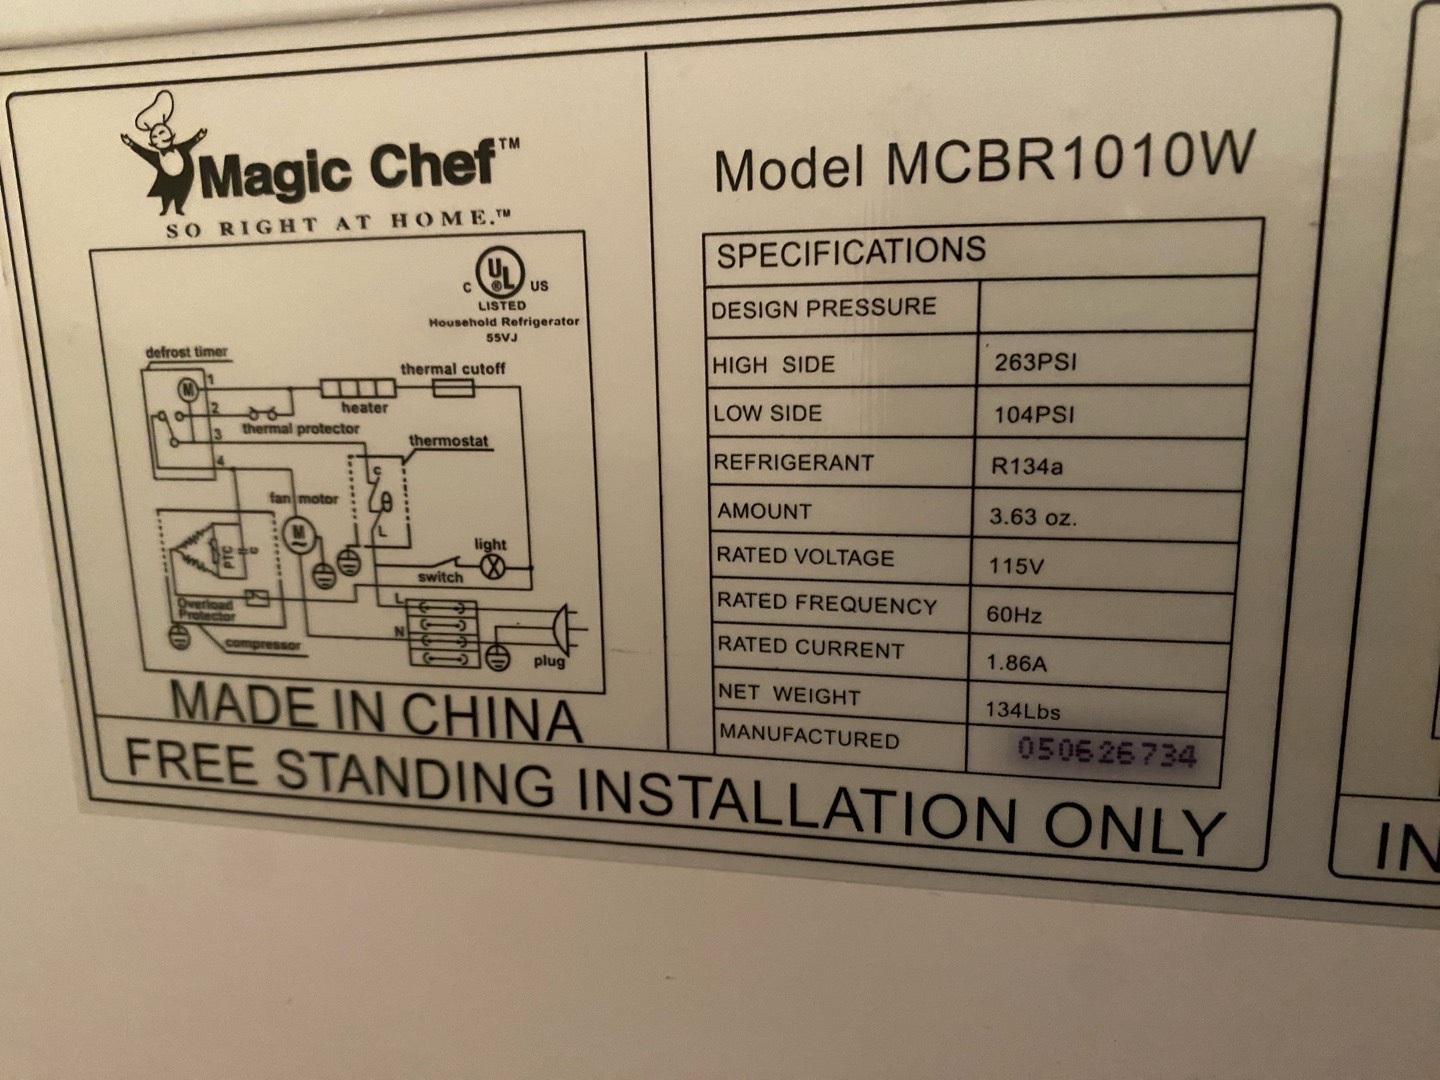 Magic Chef™
SO RIGHT AT HOME.™
C UL ® US
LISTED
Household Refrigerator
55VJ
defrost timer
M
1
2
3
4
thermal cutoff
heater
thermal protector
thermostat
C
L
fan motor
M
PTC
light
switch
Overload
Protector
compressor
L
N
plug
MADE IN CHINA
Model MCBR1010W
SPECIFICATIONS
DESIGN PRESSURE
HIGH SIDE 263PSI
LOW SIDE 104PSI
REFRIGERANT R134a
AMOUNT 3.63 oz.
RATED VOLTAGE 115V
RATED FREQUENCY 60Hz
RATED CURRENT 1.86A
NET WEIGHT 134Lbs
MANUFACTURED 050626734
FREE STANDING INSTALLATION ONLY
IN